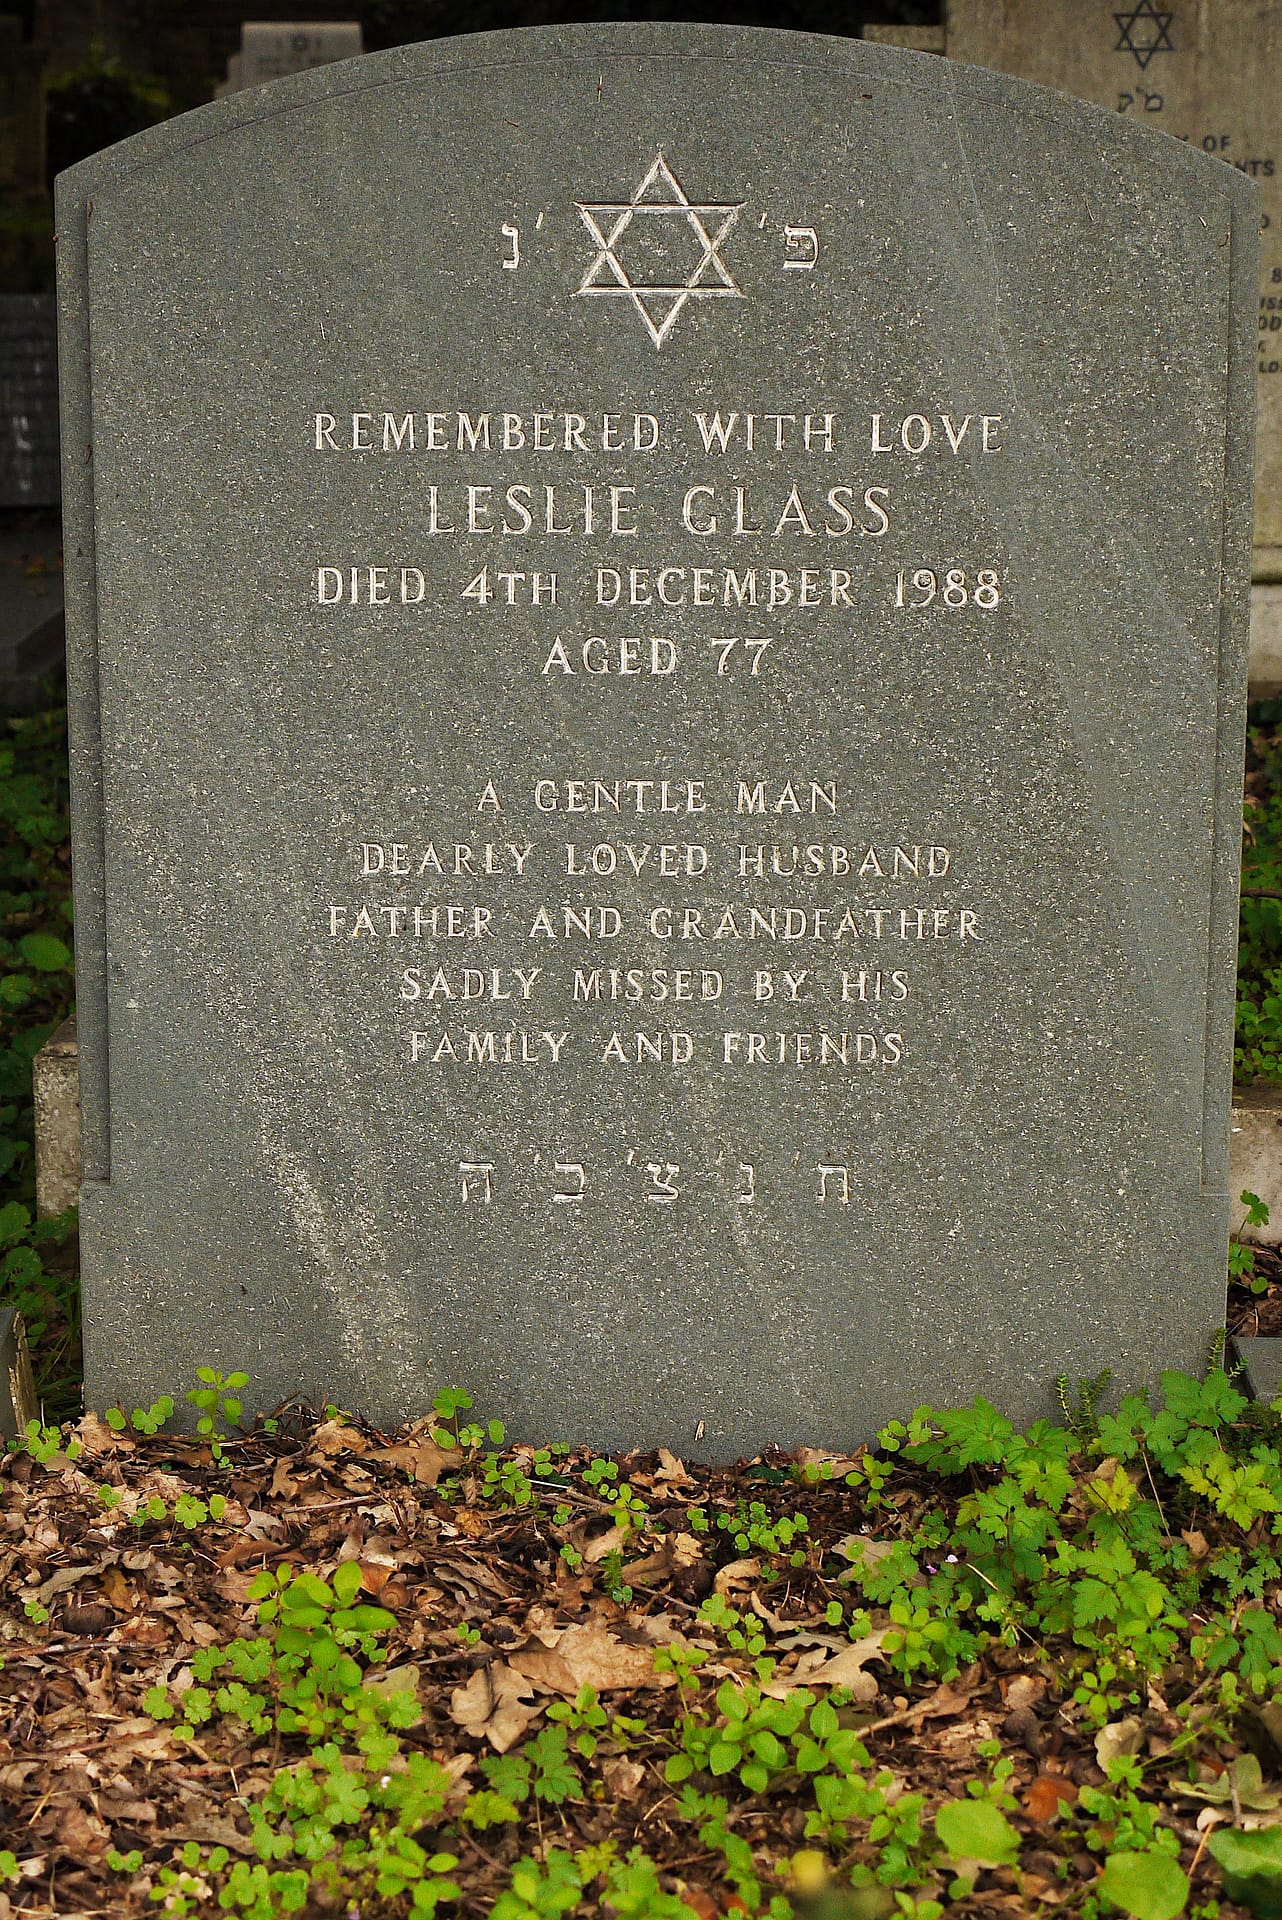 פ' נ'
REMEMBERED WITH LOVE
LESLIE GLASS
DIED 4TH DECEMBER 1988
AGED 77
A GENTLE MAN
DEARLY LOVED HUSBAND
FATHER AND GRANDFATHER
SADLY MISSED BY HIS
FAMILY AND FRIENDS
ת' נ' צ' ב' ה
מ'ק
OF